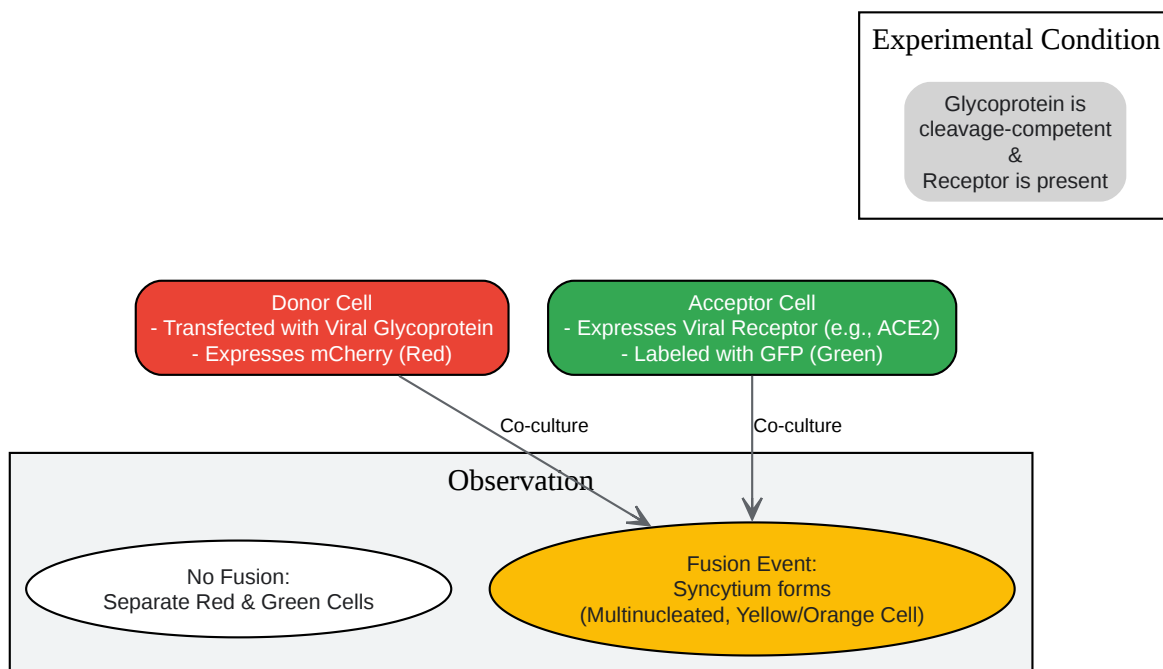 Experimental Condition
Glycoprotein is
cleavage-competent
&
Receptor is present
Donor Cell
- Transfected with Viral Glycoprotein
- Expresses mCherry (Red)
Acceptor Cell
- Expresses Viral Receptor (e.g., ACE2)
- Labeled with GFP (Green)
Co-culture
Co-culture
Observation
No Fusion:
Separate Red & Green Cells
Fusion Event:
Syncytium forms
(Multinucleated, Yellow/Orange Cell)